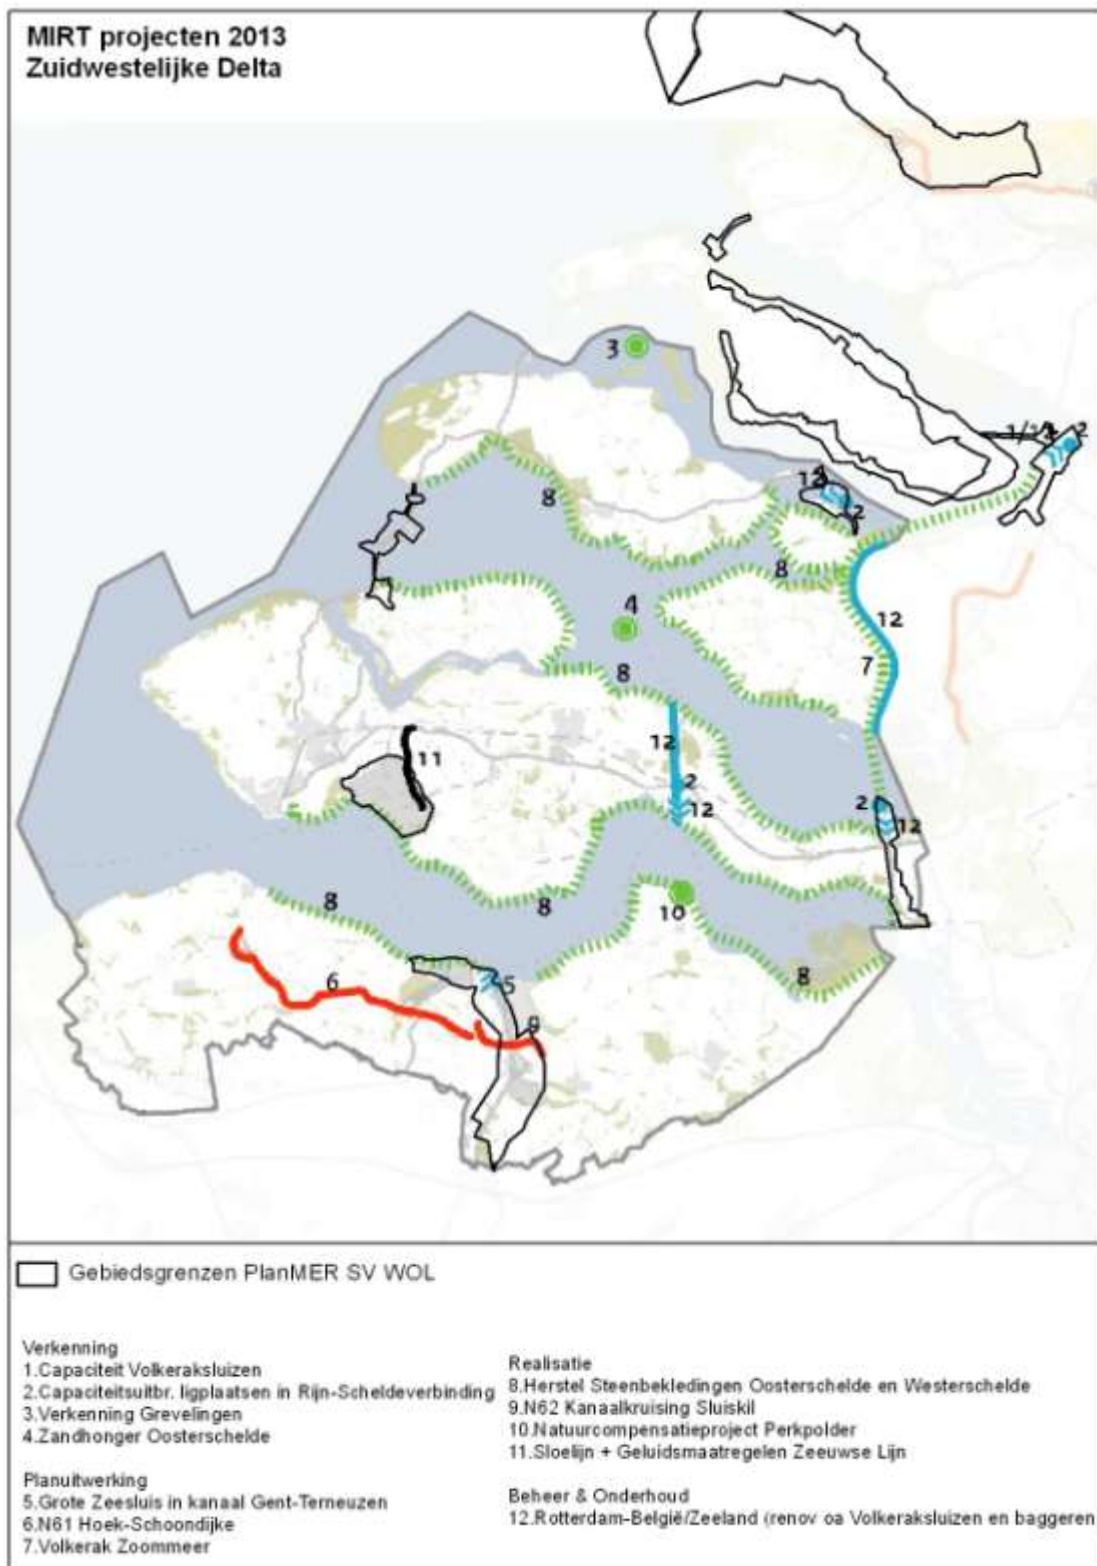 MIRT projecten 2013
Zuidwestelijke Delta
3
2
8
12
2
8
4
12
7
8
12
11
2
12
2
12
8
8
10
8
5
6
9
Gebiedsgrenzen PlanMER SV WOL
Verkenning
1.Capaciteit Volkeraksluizen
2.Capaciteitsuitbr. ligplaatsen in Rijn-Scheldeverbinding
3.Verkenning Grevelingen
4.Zandhonger Oosterschelde
Planuitwerking
5.Grote Zeesluis in kanaal Gent-Terneuzen
6.N61 Hoek-Schoondijke
7.Volkerak Zoommeer
Realisatie
8.Herstel Steenbekledingen Oosterschelde en Westerschelde
9.N62 Kanaalkruising Sluiskil
10.Natuurcompensatieproject Perkpolder
11.Sloelijn + Geluidsmaatregelen Zeeuwse Lijn
Beheer & Onderhoud
12.Rotterdam-België/Zeeland (renov oa Volkeraksluizen en baggeren